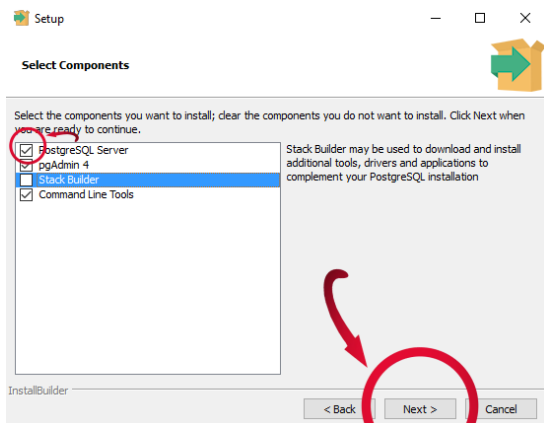 Setup
Select Components
Select the components you want to install; clear the components you do not want to install. Click Next when
you are ready to continue.
PostgreSQL Server
pgAdmin 4
Stack Builder
Command Line Tools
Stack Builder may be used to download and install
additional tools, drivers and applications to
complement your PostgreSQL installation
InstallBuilder
< Back
Next >
Cancel